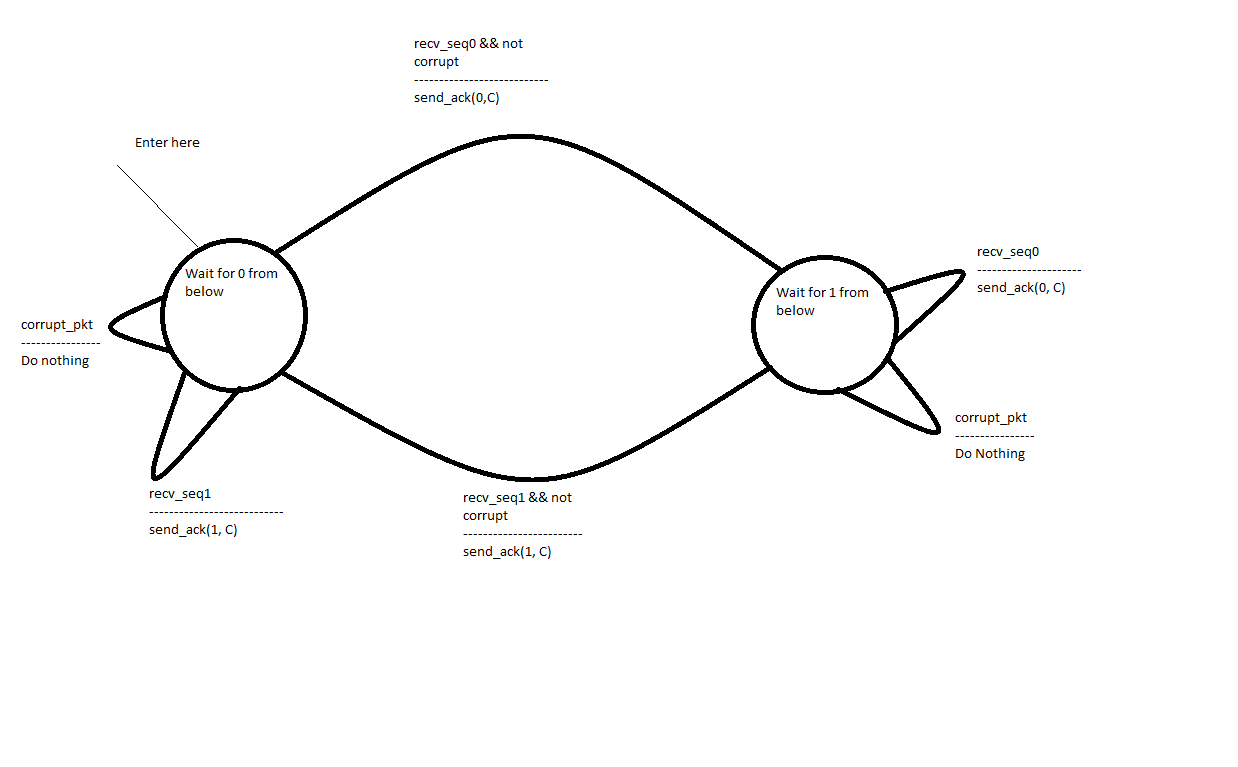 recv_seq0 && not
corrupt
---------------------------
send_ack(0,C)
Enter here
Wait for 0 from
below
corrupt_pkt
----------------
Do nothing
recv_seq1
---------------------------
send_ack(1, C)
recv_seq1 && not
corrupt
------------------------
send_ack(1, C)
Wait for 1 from
below
recv_seq0
---------------------
send_ack(0, C)
corrupt_pkt
----------------
Do Nothing